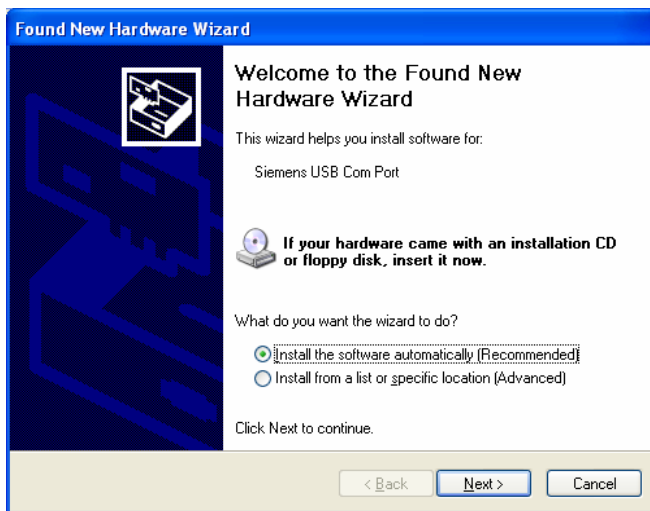 Found New Hardware Wizard
Welcome to the Found New
Hardware Wizard
This wizard helps you install software for:
Siemens USB Com Port
If your hardware came with an installation CD
or floppy disk, insert it now.
What do you want the wizard to do?
Install the software automatically (Recommended)
Install from a list or specific location (Advanced)
Click Next to continue.
< Back Next > Cancel